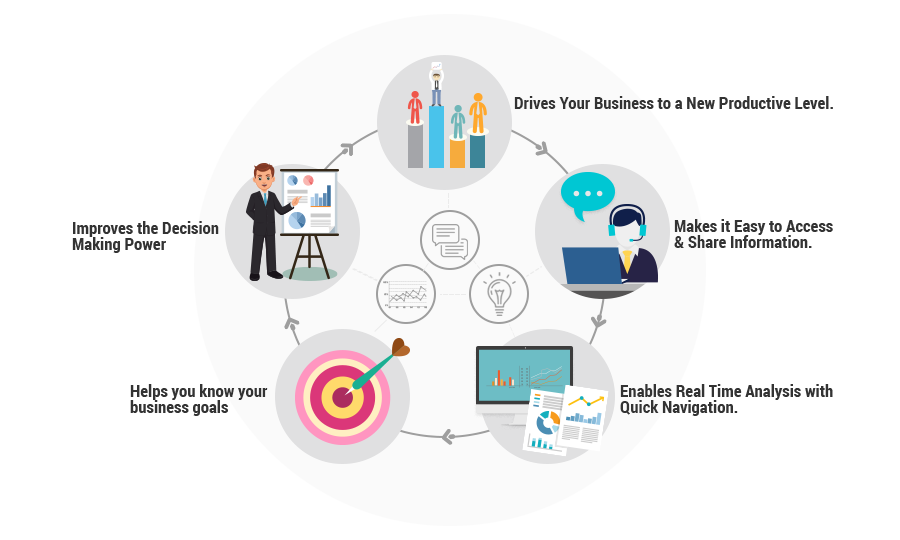 Drives Your Business to a New Productive Level.
Makes it Easy to Access
& Share Information.
Enables Real Time Analysis with
Quick Navigation.
Helps you know your
business goals
Improves the Decision
Making Power